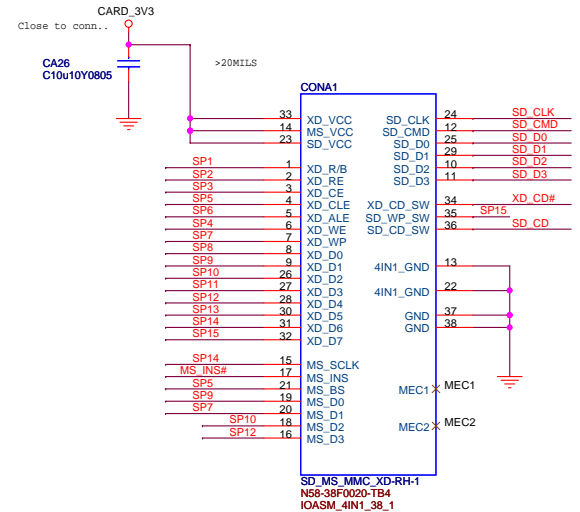 CARD_3V3
Close to conn..
CA26
C10u10Y0805
>20MILS
CONA1
33 XD_VCC SD_CLK 24 SD_CLK
14 MS_VCC SD_CMD 12 SD_CMD
23 SD_VCC SD_D0 25 SD_D0
SD_D1 29 SD_D1
SP1 1 XD_R/B SD_D2 10 SD_D2
SP2 2 XD_RE SD_D3 11 SD_D3
SP3 3 XD_CE
SP5 4 XD_CLE XD_CD_SW 34 XD_CD#
SP6 5 XD_ALE SD_WP_SW 35 SP15
SP4 6 XD_WE SD_CD_SW 36 SD_CD
SP7 7 XD_WP
SP8 8 XD_D0
SP9 9 XD_D1 4IN1_GND 13
SP10 26 XD_D2
SP11 27 XD_D3 4IN1_GND 22
SP12 28 XD_D4
SP13 30 XD_D5 GND 37
SP14 31 XD_D6 GND 38
SP15 32 XD_D7
SP14 15 MS_SCLK
MS_INS# 17 MS_INS
SP5 21 MS_BS MEC1 MEC1
SP9 19 MS_D0
SP7 20 MS_D1
SP10 18 MS_D2 MEC2 MEC2
SP12 16 MS_D3
SD_MS_MMC_XD-RH-1
N58-38F0020-TB4
IOASM_4IN1_38_1